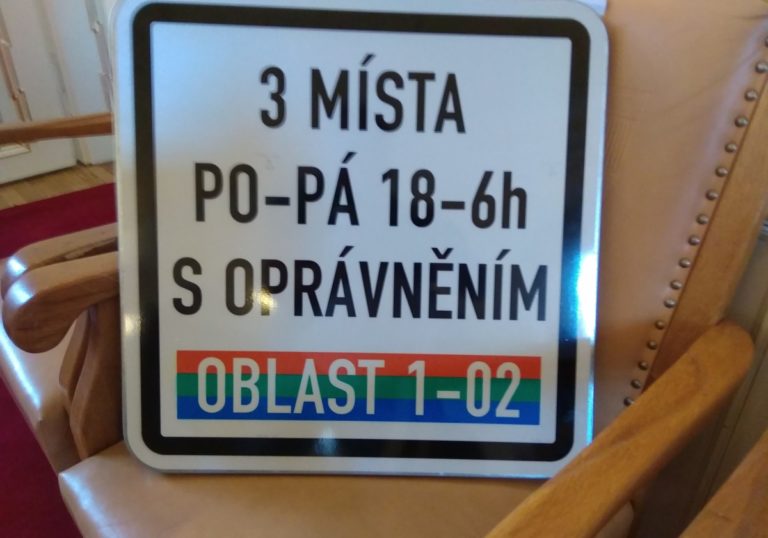 3 MÍSTA
PO-PÁ 18-6h
S OPRÁVNĚNÍM
OBLAST 1-02